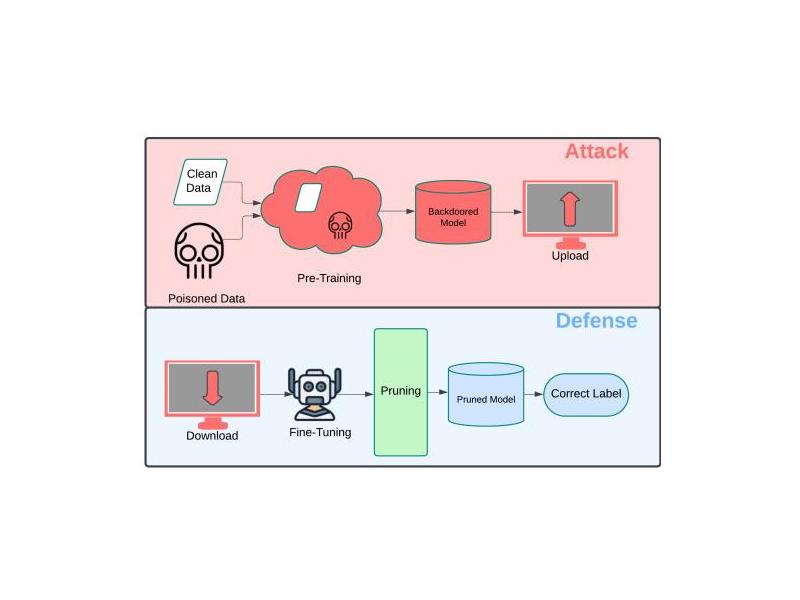 Attack
Clean
Data
Backdoored
Model
Upload
Pre-Training
Poisoned Data
Defense
Pruning
Pruned Model
Correct Label
Download
Fine-Tuning